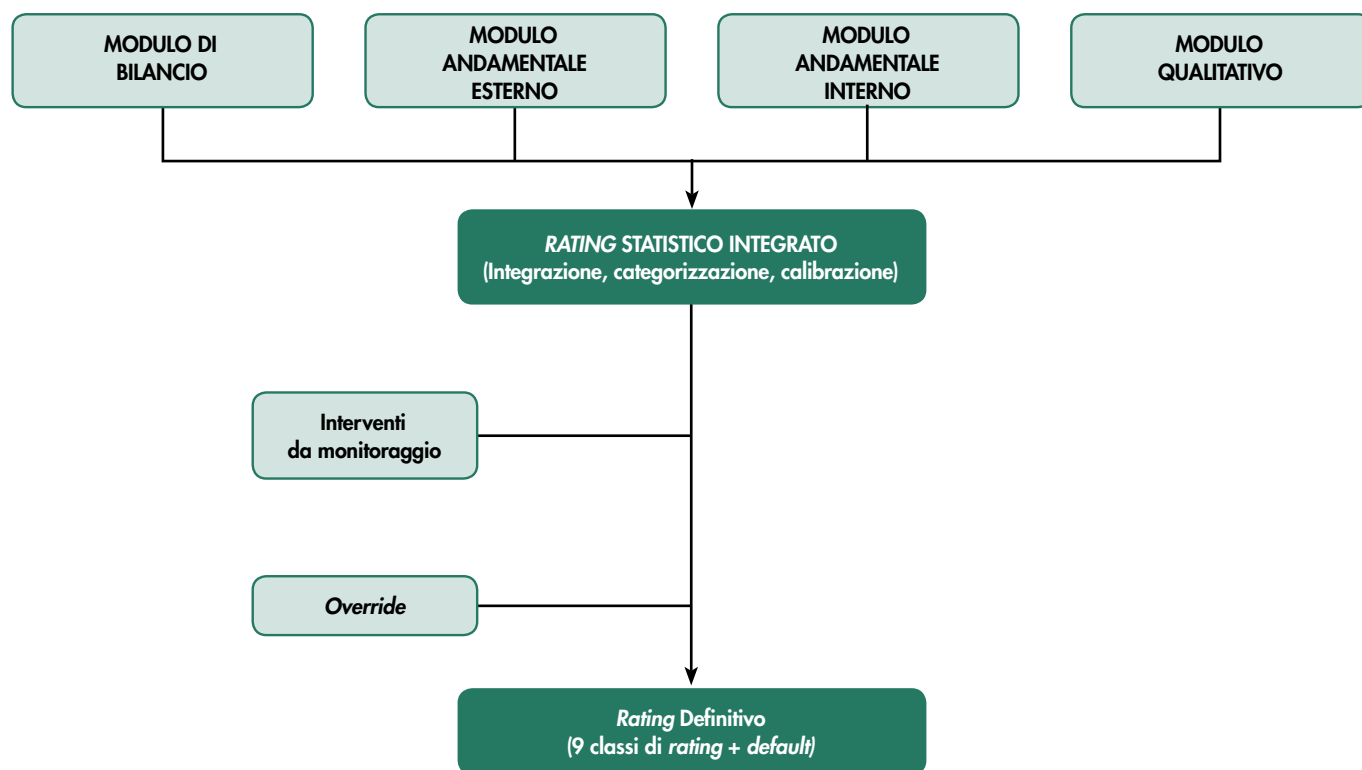 MODULO DI
BILANCIO
MODULO
ANDAMENTALE
ESTERNO
MODULO
ANDAMENTALE
INTERNO
MODULO
QUALITATIVO
RATING STATISTICO INTEGRATO
(Integrazione, categorizzazione, calibrazione)
Interventi
da monitoraggio
Override
Rating Definitivo
(9 classi di rating + default)